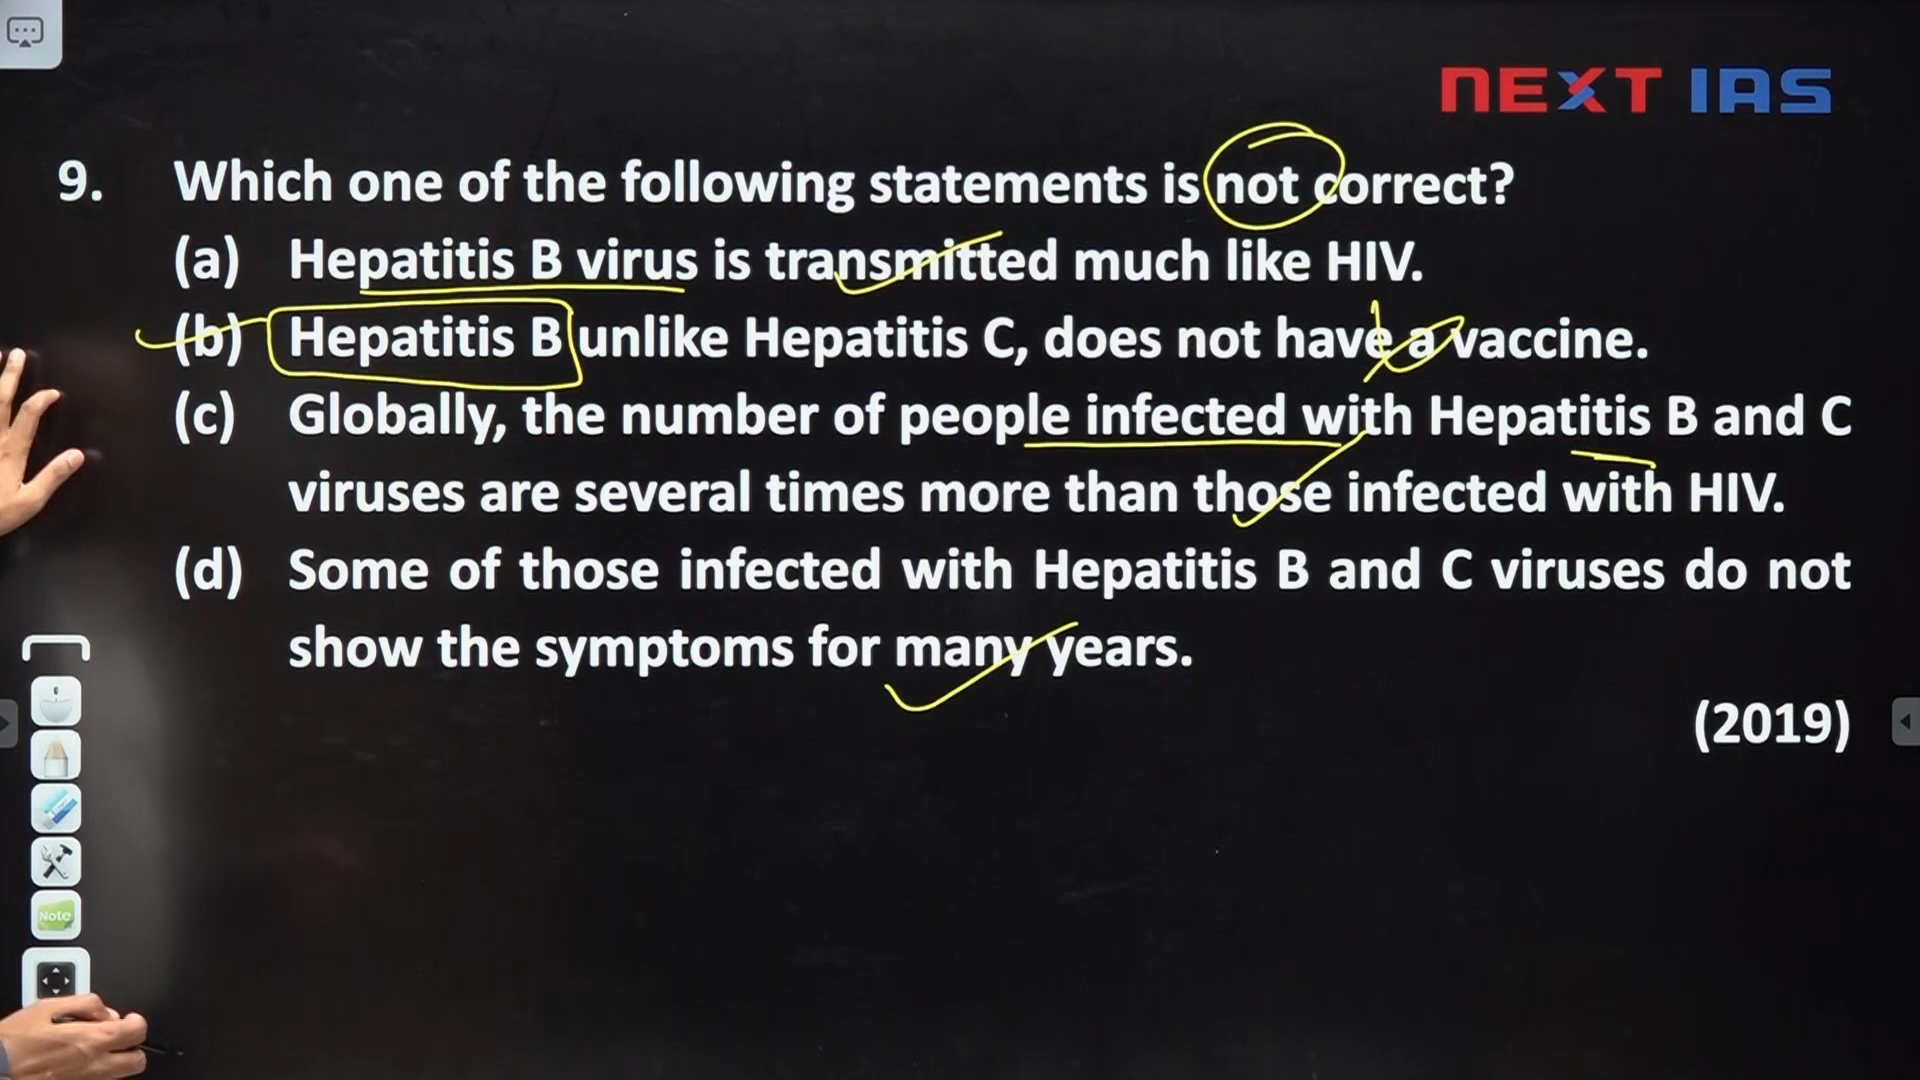 NEXT IAS
9. Which one of the following statements is not correct?
(a) Hepatitis B virus is transmitted much like HIV.
(b) Hepatitis B unlike Hepatitis C, does not have a vaccine.
(c) Globally, the number of people infected with Hepatitis B and C
viruses are several times more than those infected with HIV.
(d) Some of those infected with Hepatitis B and C viruses do not
show the symptoms for many years.
(2019)
Note